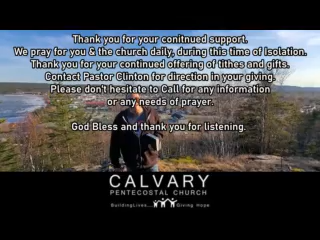 Thank you for your conitnued support.
We pray for you & the church daily, during this time of Isolation.
Thank you for your continued offering of tithes and gifts.
Contact Pastor Clinton for direction in your giving.
Please don't hesitate to Call for any information
or any needs of prayer.
God Bless and thank you for listening.
CALVARY
PENTECOSTAL CHURCH
BuildingLives... Giving Hope